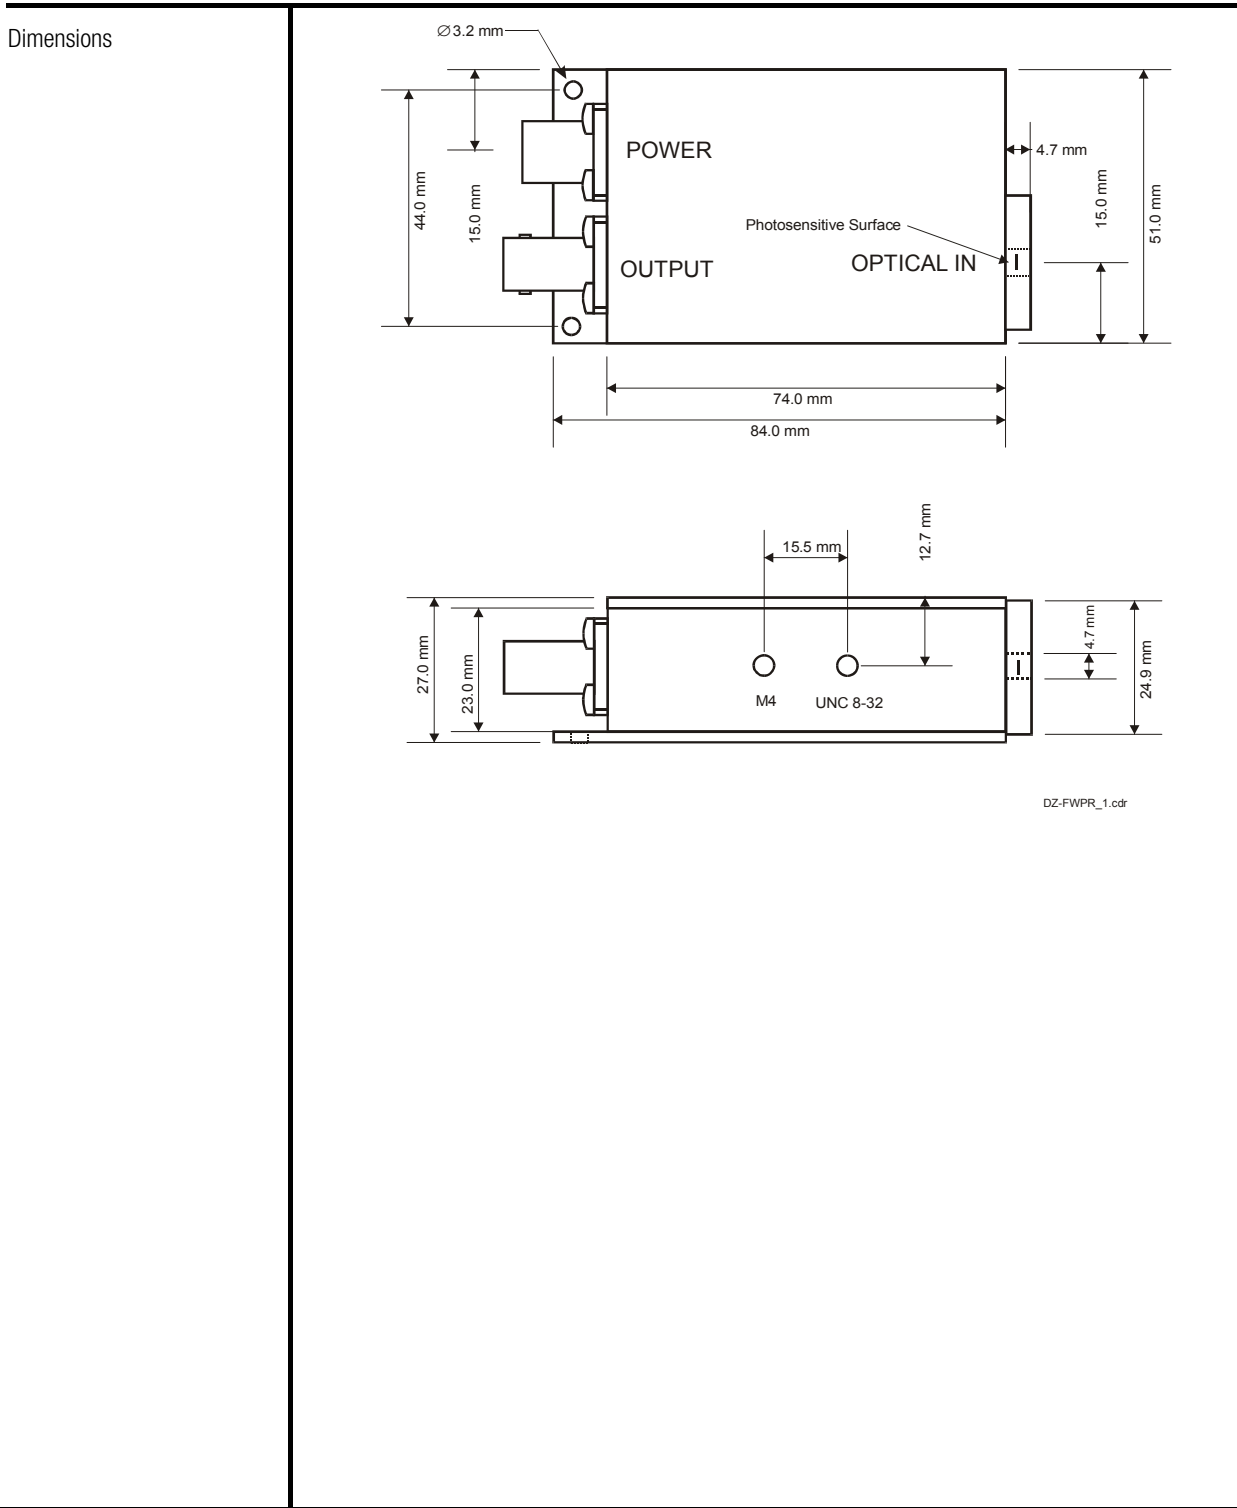 Dimensions
∅3.2 mm
POWER
4.7 mm
44.0 mm
15.0 mm
15.0 mm
51.0 mm
Photosensitive Surface
OUTPUT
OPTICAL IN
74.0 mm
84.0 mm
15.5 mm
12.7 mm
27.0 mm
23.0 mm
4.7 mm
24.9 mm
M4
UNC 8-32
DZ-FWPR_1.cdr